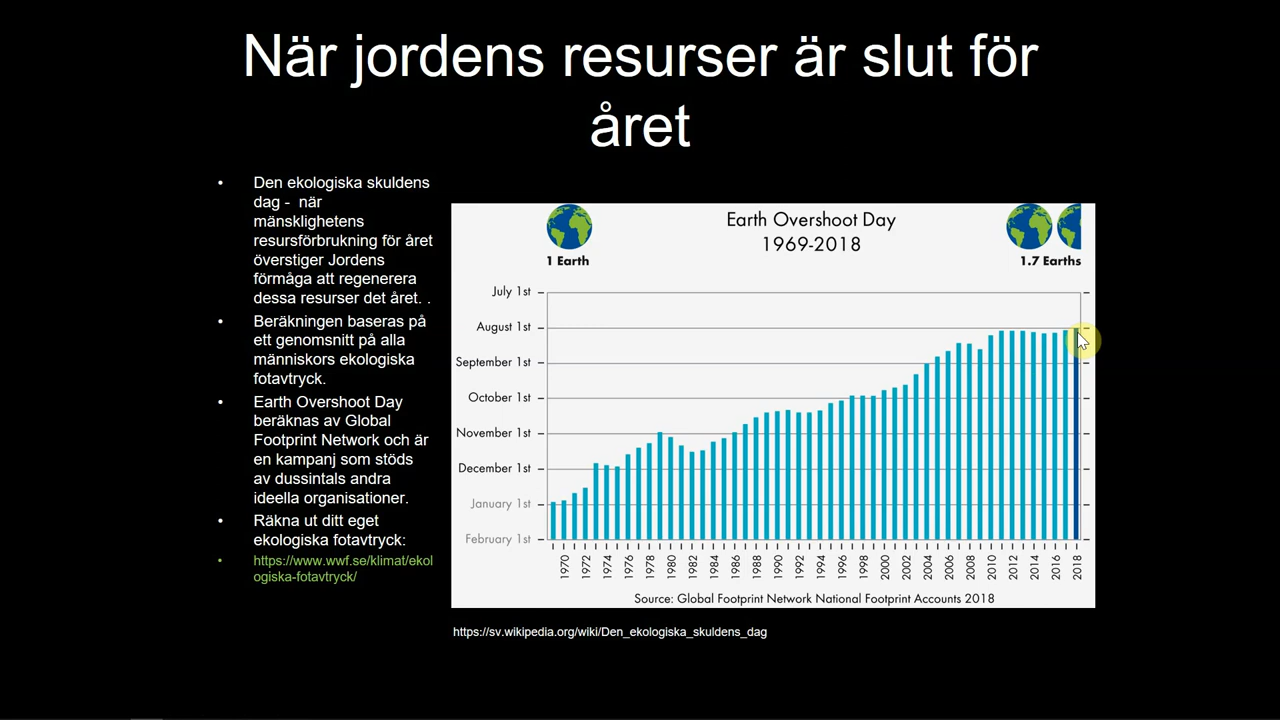 När jordens resurser är slut för
året
• Den ekologiska skuldens
dag - när
mänsklighetens
resursförbrukning för året
överstiger Jordens
förmåga att regenerera
dessa resurser det året. .
• Beräkningen baseras på
ett genomsnitt på alla
människors ekologiska
fotavtryck.
• Earth Overshoot Day
beräknas av Global
Footprint Network och är
en kampanj som stöds
av dussintals andra
ideella organisationer.
• Räkna ut ditt eget
ekologiska fotavtryck:
• https://www.wwf.se/klimat/ekol
ogiska-fotavtryck/
Earth Overshoot Day
1969-2018
1 Earth
1.7 Earths
July 1st
August 1st
September 1st
October 1st
November 1st
December 1st
January 1st
February 1st
1970 1972 1974 1976 1978 1980 1982 1984 1986 1988 1990 1992 1994 1996 1998 2000 2002 2004 2006 2008 2010 2012 2014 2016 2018
Source: Global Footprint Network National Footprint Accounts 2018
https://sv.wikipedia.org/wiki/Den_ekologiska_skuldens_dag